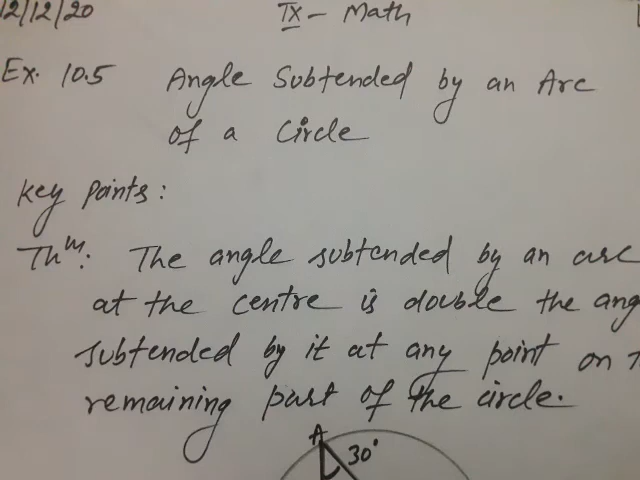 12/12/20 IX - Math
Ex. 10.5 Angle Subtended by an Arc
of a Circle
Key points:
Thm: The angle subtended by an arc
at the centre is double the ang
subtended by it at any point on
remaining part of the circle.
A 30°